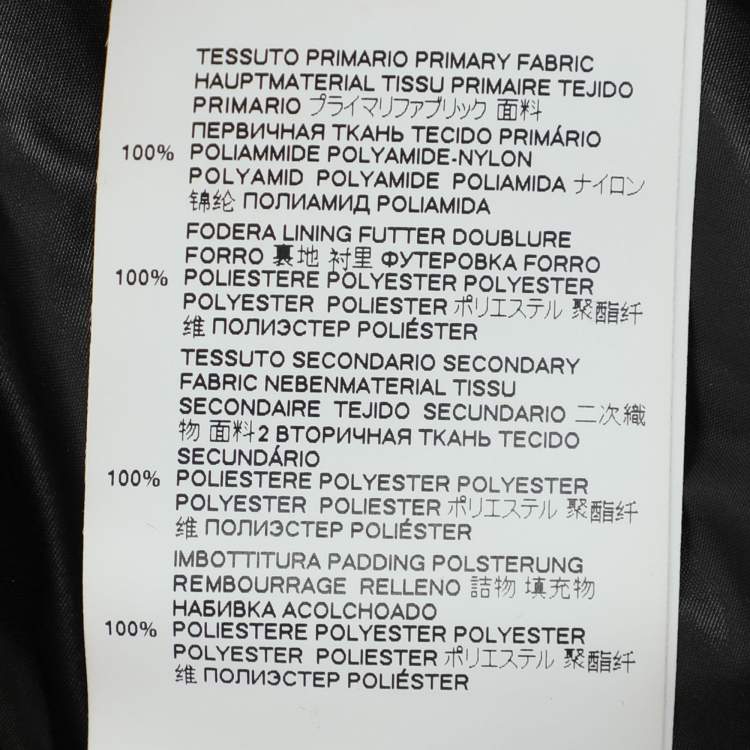 TESSUTO PRIMARIO PRIMARY FABRIC
HAUPTMATERIAL TISSU PRIMAIRE TEJIDO
PRIMARIO プライマリファブリック 面料
ПЕРВИЧНАЯ ТКАНЬ TECIDO PRIMÁRIO
100% POLIAMMIDE POLYAMIDE-NYLON
POLYAMID POLYAMIDE POLIAMIDA ナイロン
锦纶 ПОЛИАМИД POLIAMIDA
FODERA LINING FUTTER DOUBLURE
FORRO 裏地 衬里 ФУТЕРОВКА FORRO
100% POLIESTERE POLYESTER POLYESTER
POLYESTER POLIESTER ポリエステル 聚酯纤
维 ПОЛИЭСТЕР POLIÉSTER
TESSUTO SECONDARIO SECONDARY
FABRIC NEBENMATERIAL TISSU
SECONDAIRE TEJIDO SECUNDARIO 二次織
物 面料2 ВТОРИЧНАЯ ТКАНЬ TECIDO
SECUNDÁRIO
100% POLIESTERE POLYESTER POLYESTER
POLYESTER POLIESTER ポリエステル 聚酯纤
维 ПОЛИЭСТЕР POLIÉSTER
IMBOTTITURA PADDING POLSTERUNG
REMBOURRAGE RELLENO 詰物 填充物
НАБИВКА ACOLCHOADO
100% POLIESTERE POLYESTER POLYESTER
POLYESTER POLIESTER ポリエステル 聚酯纤
维 ПОЛИЭСТЕР POLIÉSTER